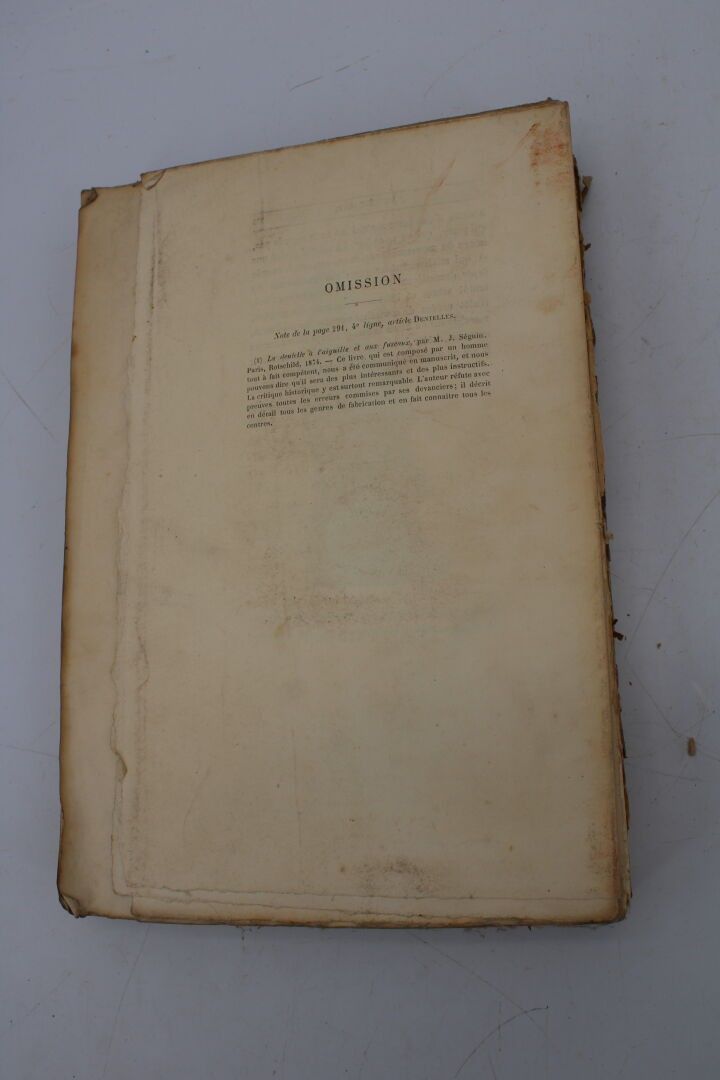 OMISSION
Note de la page 291, 4e ligne, article DENTELLES.
(1) La dentelle à l'aiguille et aux fuseaux, par M. J. Séguin.
Paris, Rotschild, 1874. — Ce livre, qui est composé par un homme
tout à fait compétent, nous a été communiqué en manuscrit, et nous
pouvons dire qu'il sera des plus intéressants et des plus instructifs.
La critique historique y est surtout remarquable. L'auteur réfute avec
preuves toutes les erreurs commises par ses devanciers; il décrit
en détail tous les genres de fabrication et en fait connaître tous les
centres.